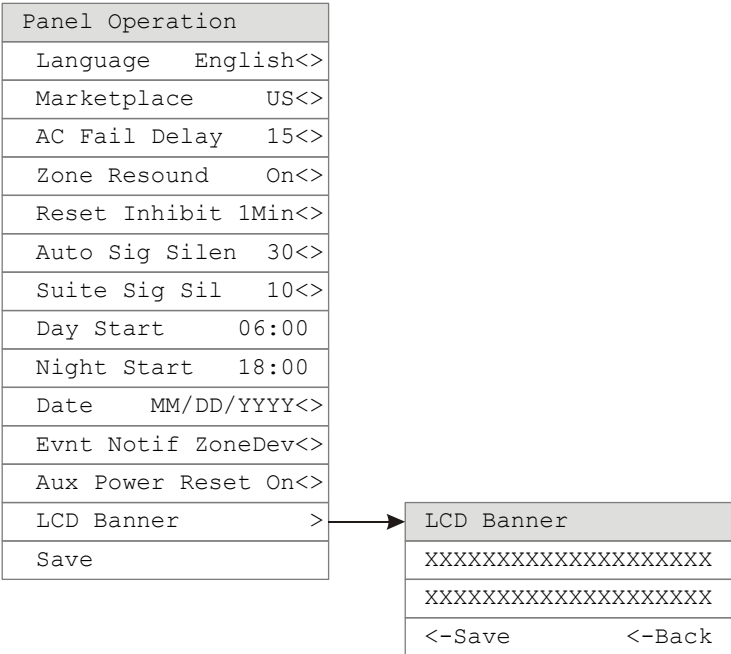 Panel Operation
Language English<>
Marketplace US<>
AC Fail Delay 15<>
Zone Resound On<>
Reset Inhibit 1Min<>
Auto Sig Silen 30<>
Suite Sig Sil 10<>
Day Start 06:00
Night Start 18:00
Date MM/DD/YYYY<>
Evnt Notif ZoneDev<>
Aux Power Reset On<>
LCD Banner >
Save
LCD Banner
XXXXXXXXXXXXXXXXXXXX
XXXXXXXXXXXXXXXXXXXX
<-Save <-Back